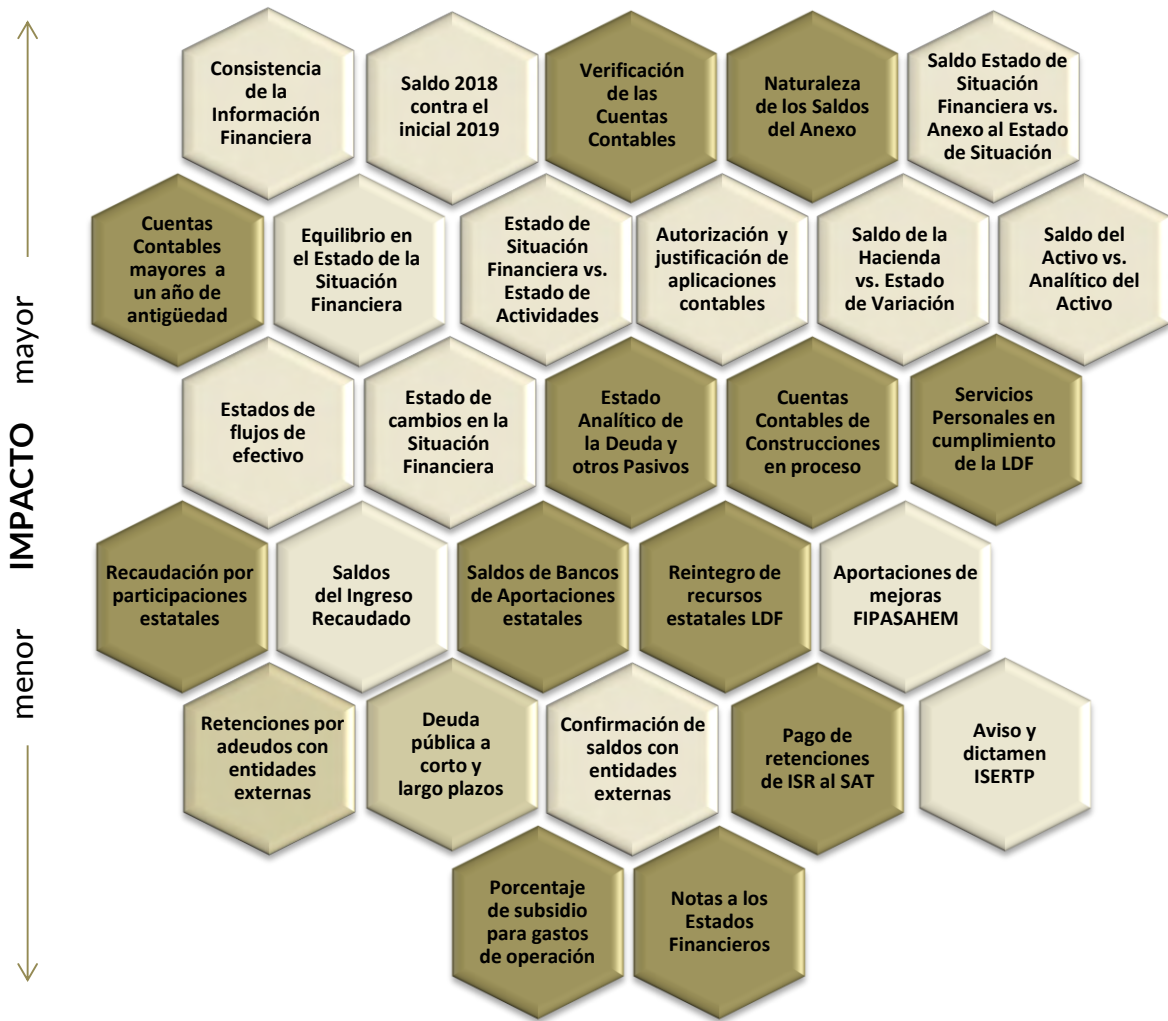 mayor
IMPACTO
menor
Consistencia
de la
Información
Financiera
Saldo 2018
contra el
inicial 2019
Verificación
de las
Cuentas
Contables
Naturaleza
de los Saldos
del Anexo
Saldo Estado de
Situación
Financiera vs.
Anexo al Estado
de Situación
Cuentas
Contables
mayores a
un año de
antigüedad
Equilibrio en
el Estado de la
Situación
Financiera
Estado de
Situación
Financiera vs.
Estado de
Actividades
Autorización y
justificación de
aplicaciones
contables
Saldo de la
Hacienda
vs. Estado
de Variación
Saldo del
Activo vs.
Analítico del
Activo
Estados de
flujos de
efectivo
Estado de
cambios en la
Situación
Financiera
Estado
Analítico de
la Deuda y
otros Pasivos
Cuentas
Contables de
Construcciones
en proceso
Servicios
Personales en
cumplimiento
de la LDF
Recaudación por
participaciones
estatales
Saldos
del Ingreso
Recaudado
Saldos de Bancos
de Aportaciones
estatales
Reintegro de
recursos
estatales LDF
Aportaciones de
mejoras
FIPASAHEM
Retenciones por
adeudos con
entidades
externas
Deuda
pública a
corto y
largo plazos
Confirmación de
saldos con
entidades
externas
Pago de
retenciones
de ISR al SAT
Aviso y
dictamen
ISERTP
Porcentaje
de subsidio
para gastos
de operación
Notas a los
Estados
Financieros